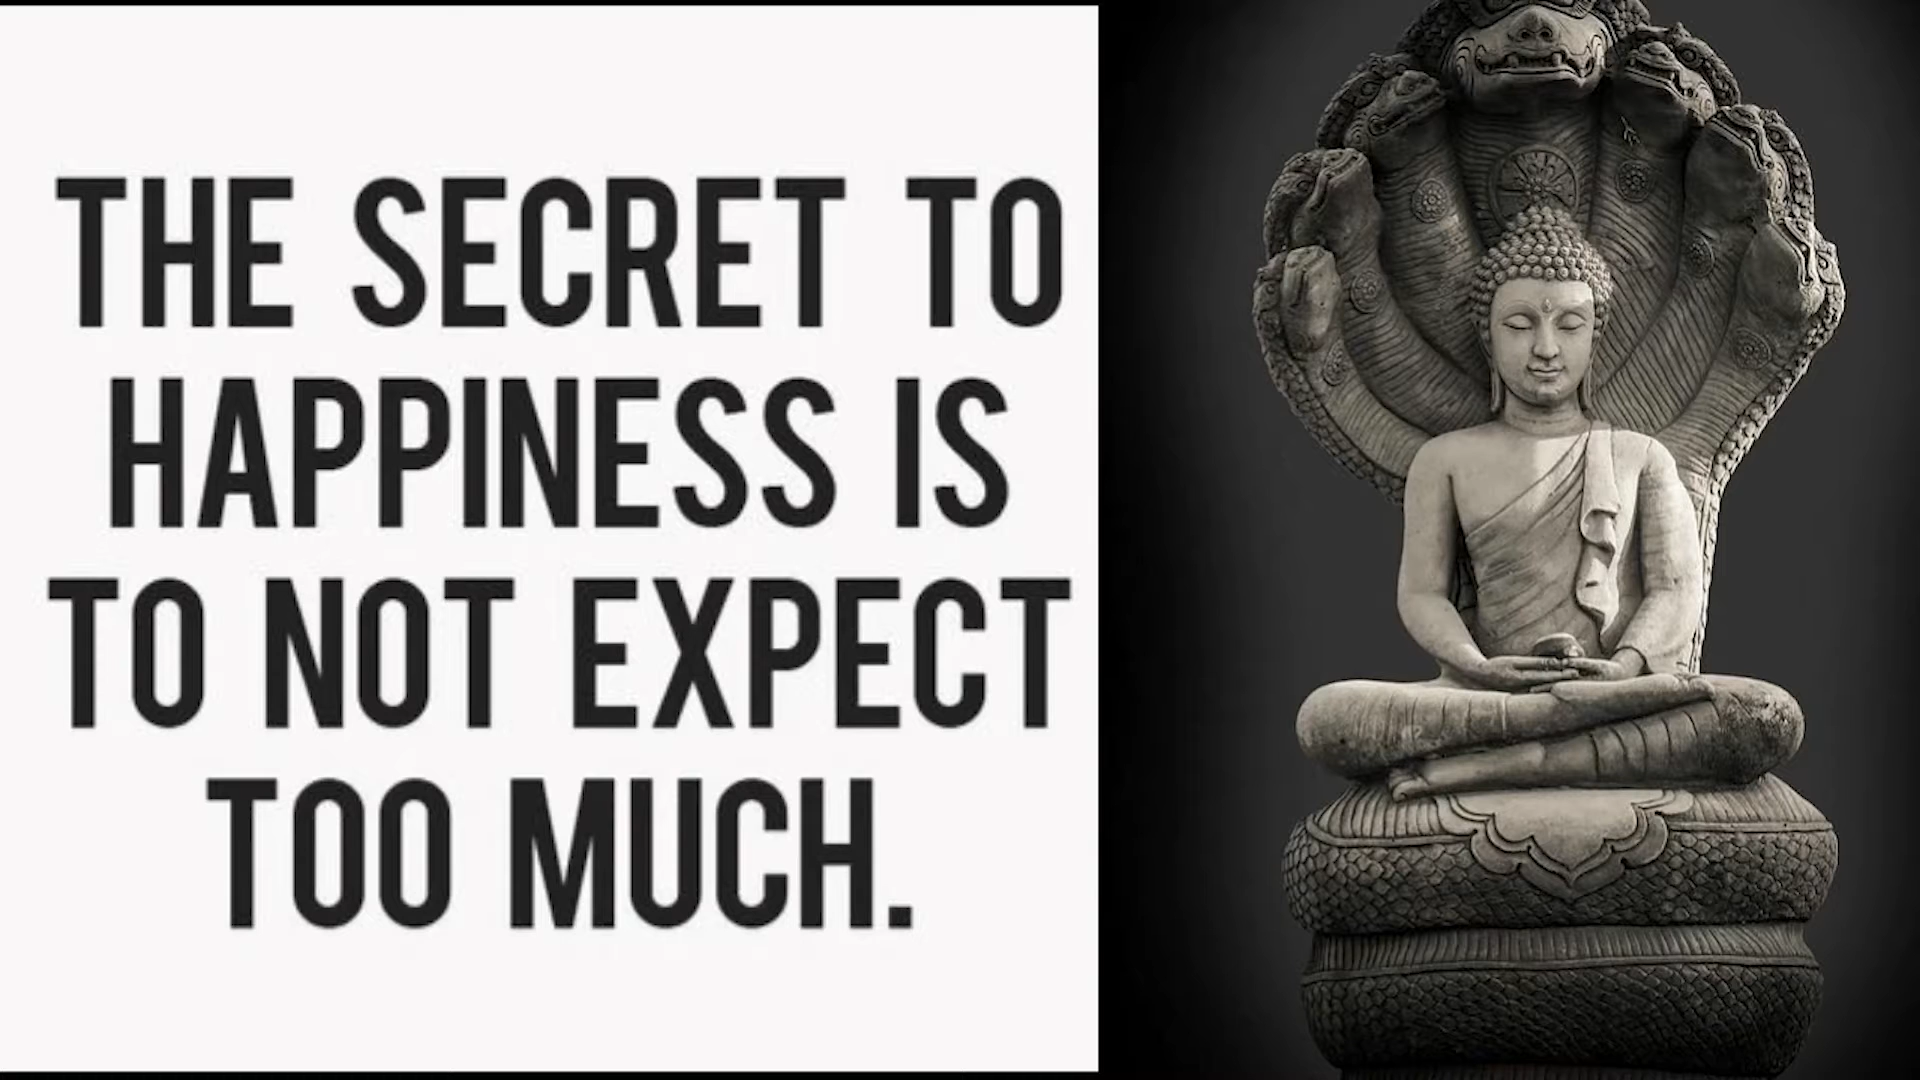 THE SECRET TO
HAPPINESS IS
TO NOT EXPECT
TOO MUCH.